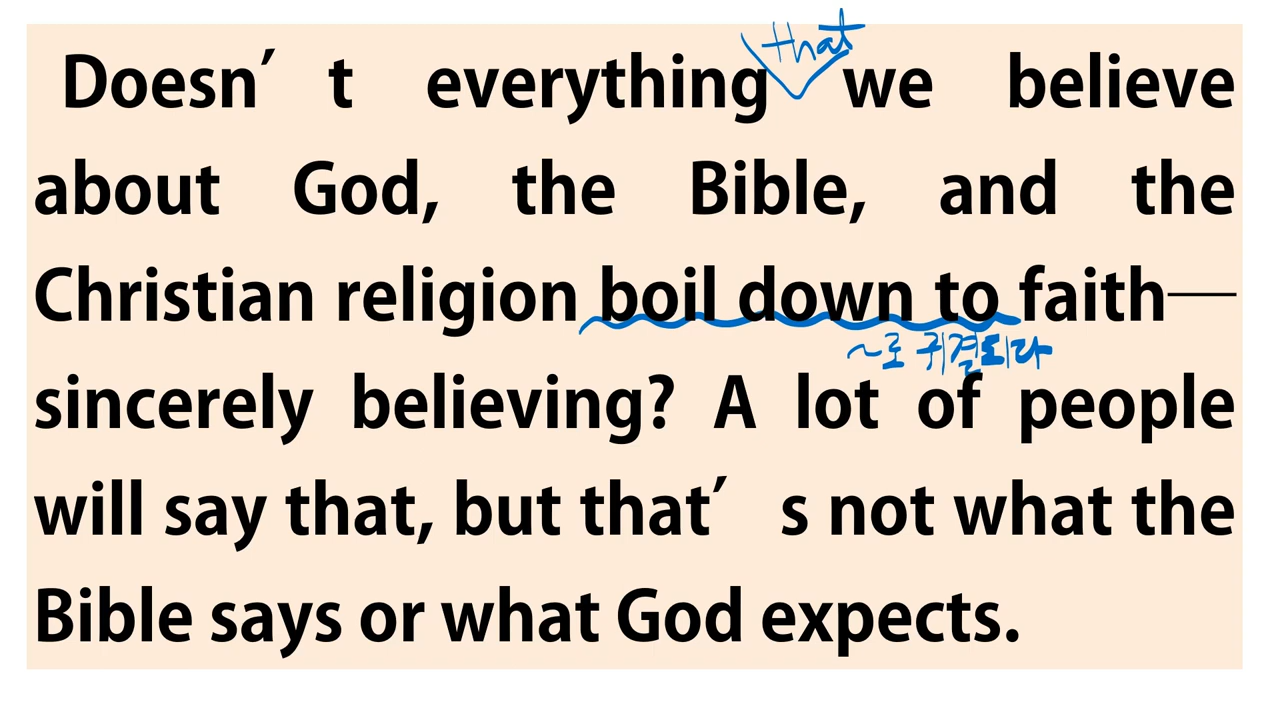 that
Doesn′ t everything we believe
about God, the Bible, and the
Christian religion boil down to faith—
~로 귀결되다
sincerely believing? A lot of people
will say that, but that′ s not what the
Bible says or what God expects.